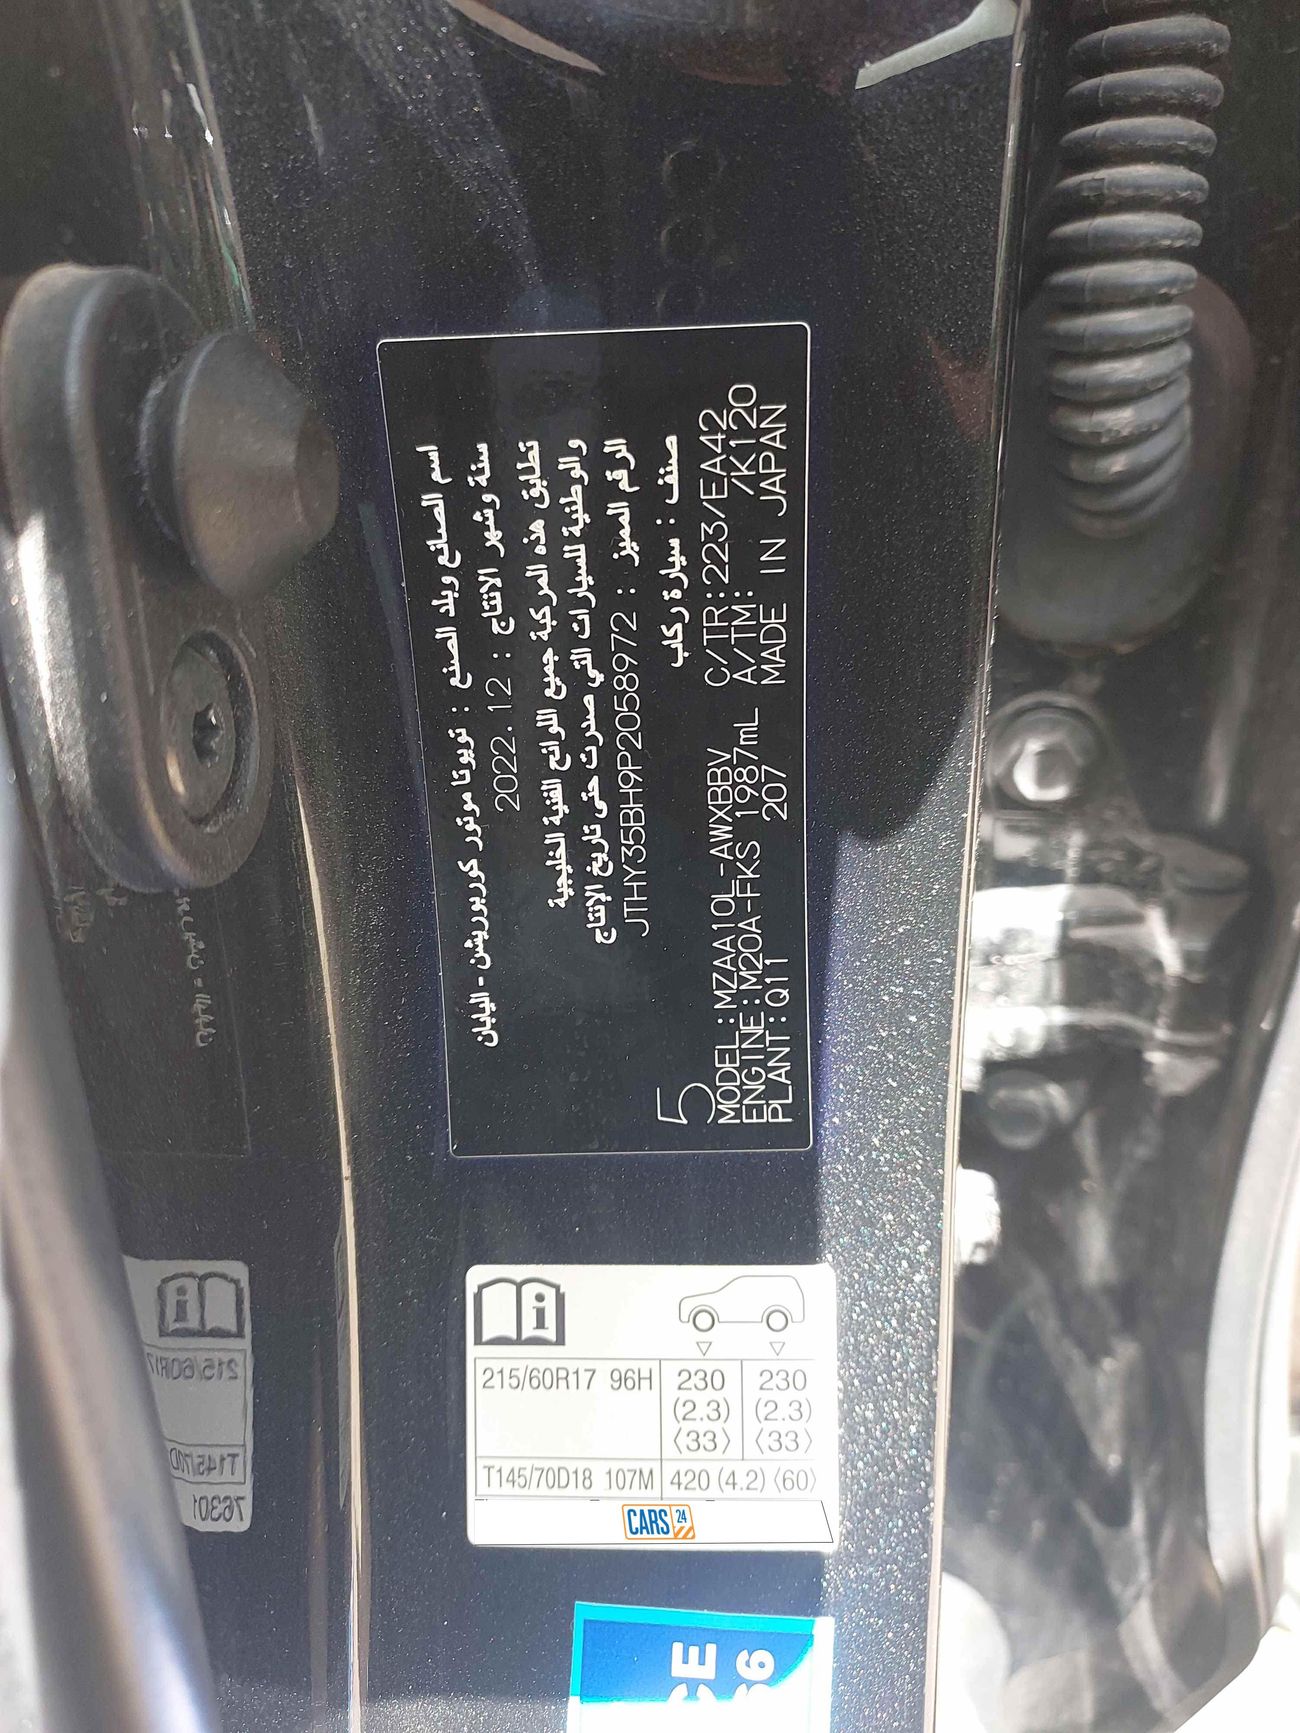 اسم الصانع وبلد الصنع : تويوتا موتور كوربوريشن - اليابان
سنة وشهر الانتاج : 2022.12
تطابق هذه المركبة جميع اللوائح الفنية الخليجية
والوطنية للسيارات التي صدرت حتى تاريخ الإنتاج
الرقم المميز : JTHY35BH9P2058972
صنف : سيارة ركاب
5
MODEL:MZAA10L-AWXBBV C/TR:223/EA42
ENGINE:M20A-FKS 1987mL A/TM: /K120
PLANT:Q11 207 MADE IN JAPAN
215/60R17 96H 230 230
(2.3) (2.3)
〈33〉 〈33〉
T145/70D18 107M 420 (4.2) 〈60〉
CARS 24
215/60R17
T145/70D
76301
CE